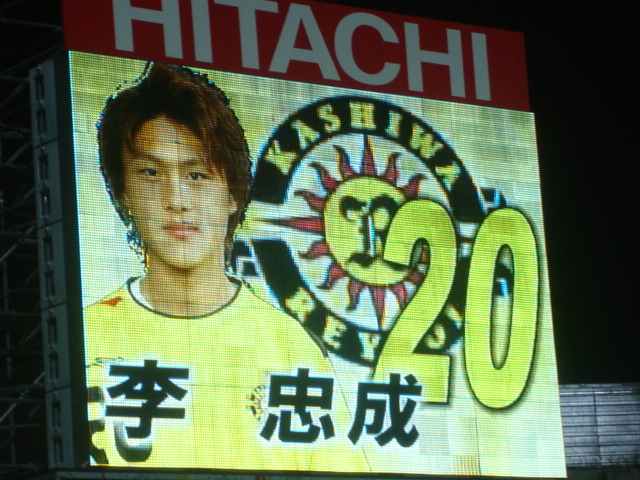 HITACHI
KASHIWA
20
REYSOL
李 忠成